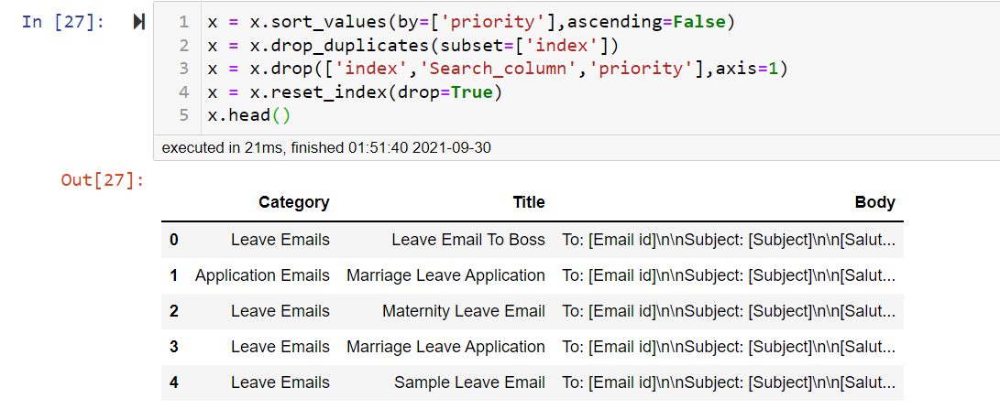 In [27]:
1 x = x.sort_values(by=['priority'],ascending=False)
2 x = x.drop_duplicates(subset=['index'])
3 x = x.drop(['index','Search_column','priority'],axis=1)
4 x = x.reset_index(drop=True)
5 x.head()
executed in 21ms, finished 01:51:40 2021-09-30
Out[27]:
Category Title Body
0 Leave Emails Leave Email To Boss To: [Email id]\n\nSubject: [Subject]\n\n[Salut...
1 Application Emails Marriage Leave Application To: [Email id]\n\nSubject: [Subject]\n\n[Salut...
2 Leave Emails Maternity Leave Email To: [Email id]\n\nSubject: [Subject]\n\n[Salut...
3 Leave Emails Marriage Leave Application To: [Email id]\n\nSubject: [Subject]\n\n[Salut...
4 Leave Emails Sample Leave Email To: [Email id]\n\nSubject: [Subject]\n\n[Salut...